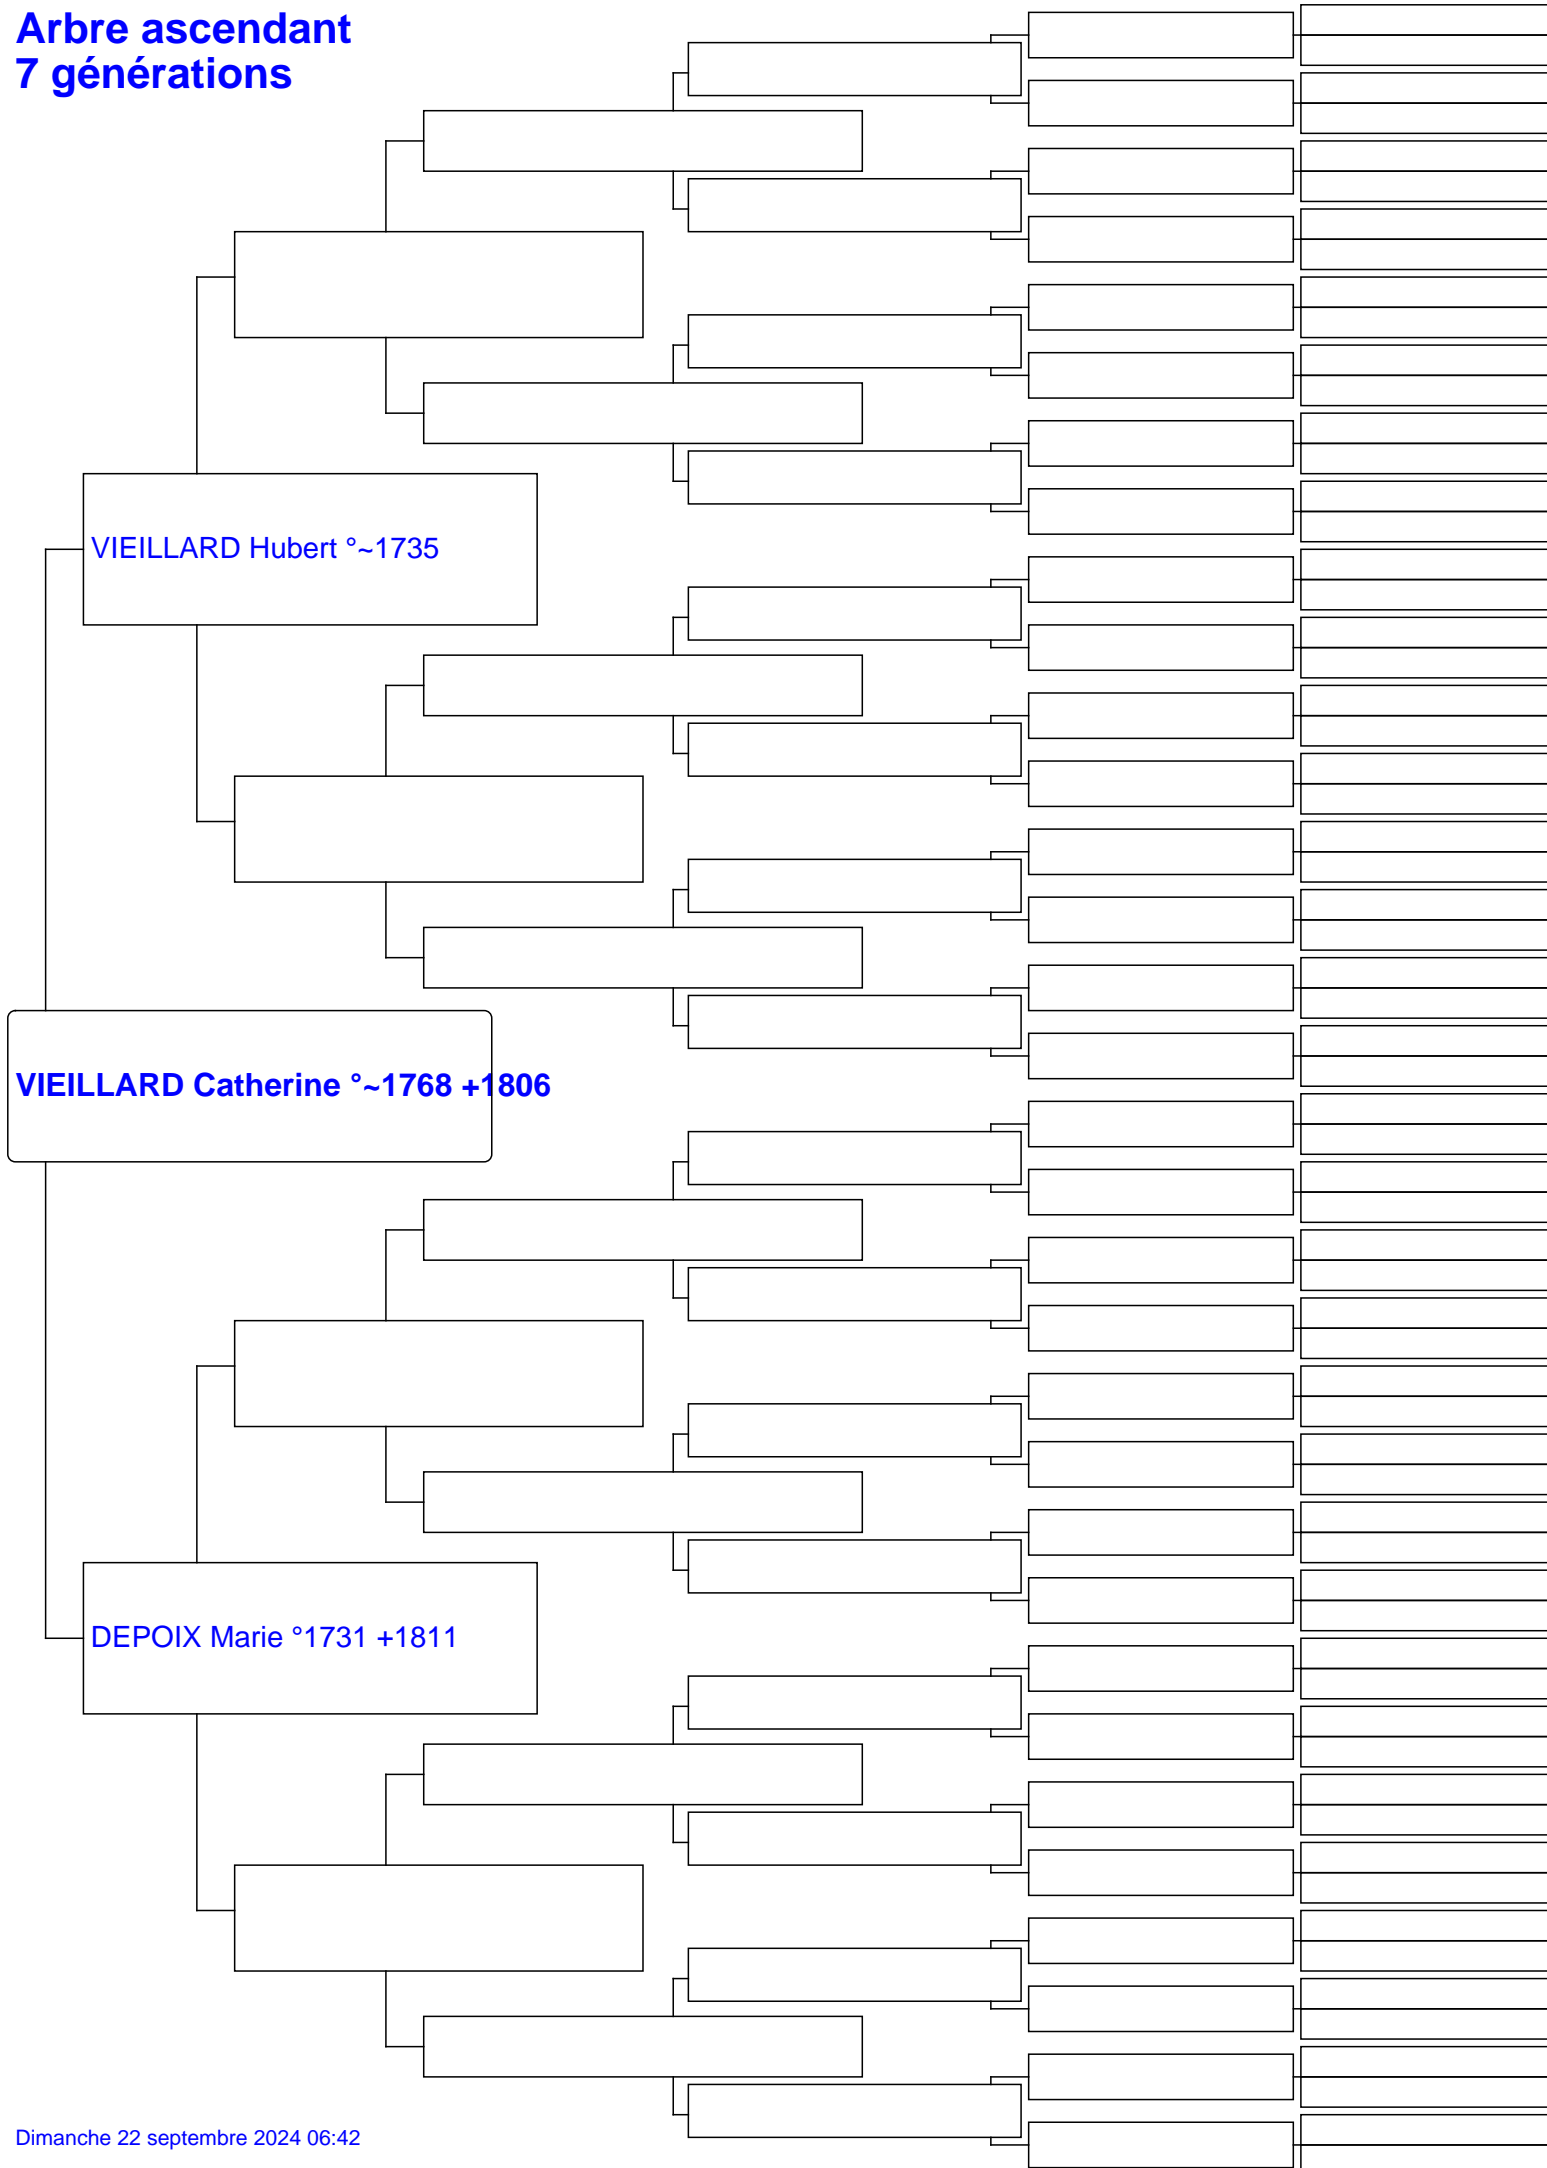 Arbre ascendant
7 générations
VIEILLARD Hubert °~1735
VIEILLARD Catherine °~1768 +1806
DEPOIX Marie °1731 +1811
Dimanche 22 septembre 2024 06:42